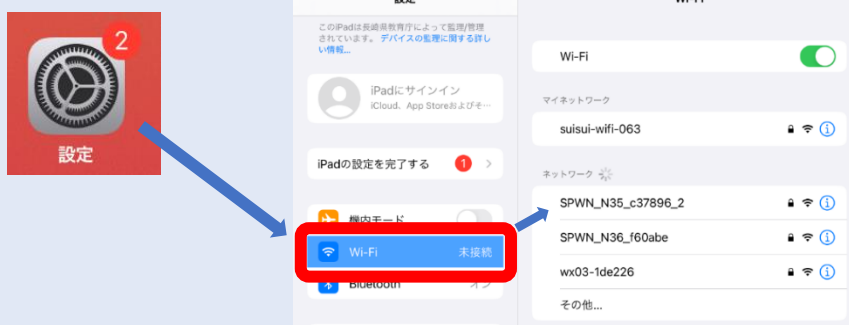 2
設定
設定
このiPadは長崎県教育庁によって監理/管理
されています。デバイスの監理に関する詳し
い情報...
iPadにサインイン
iCloud、App Storeおよびそ…
iPadの設定を完了する 1
機内モード
Wi-Fi 未接続
Bluetooth オン
Wi-Fi
Wi-Fi
マイネットワーク
suisui-wifi-063
ネットワーク
SPWN_N35_c37896_2
SPWN_N36_f60abe
wx03-1de226
その他...